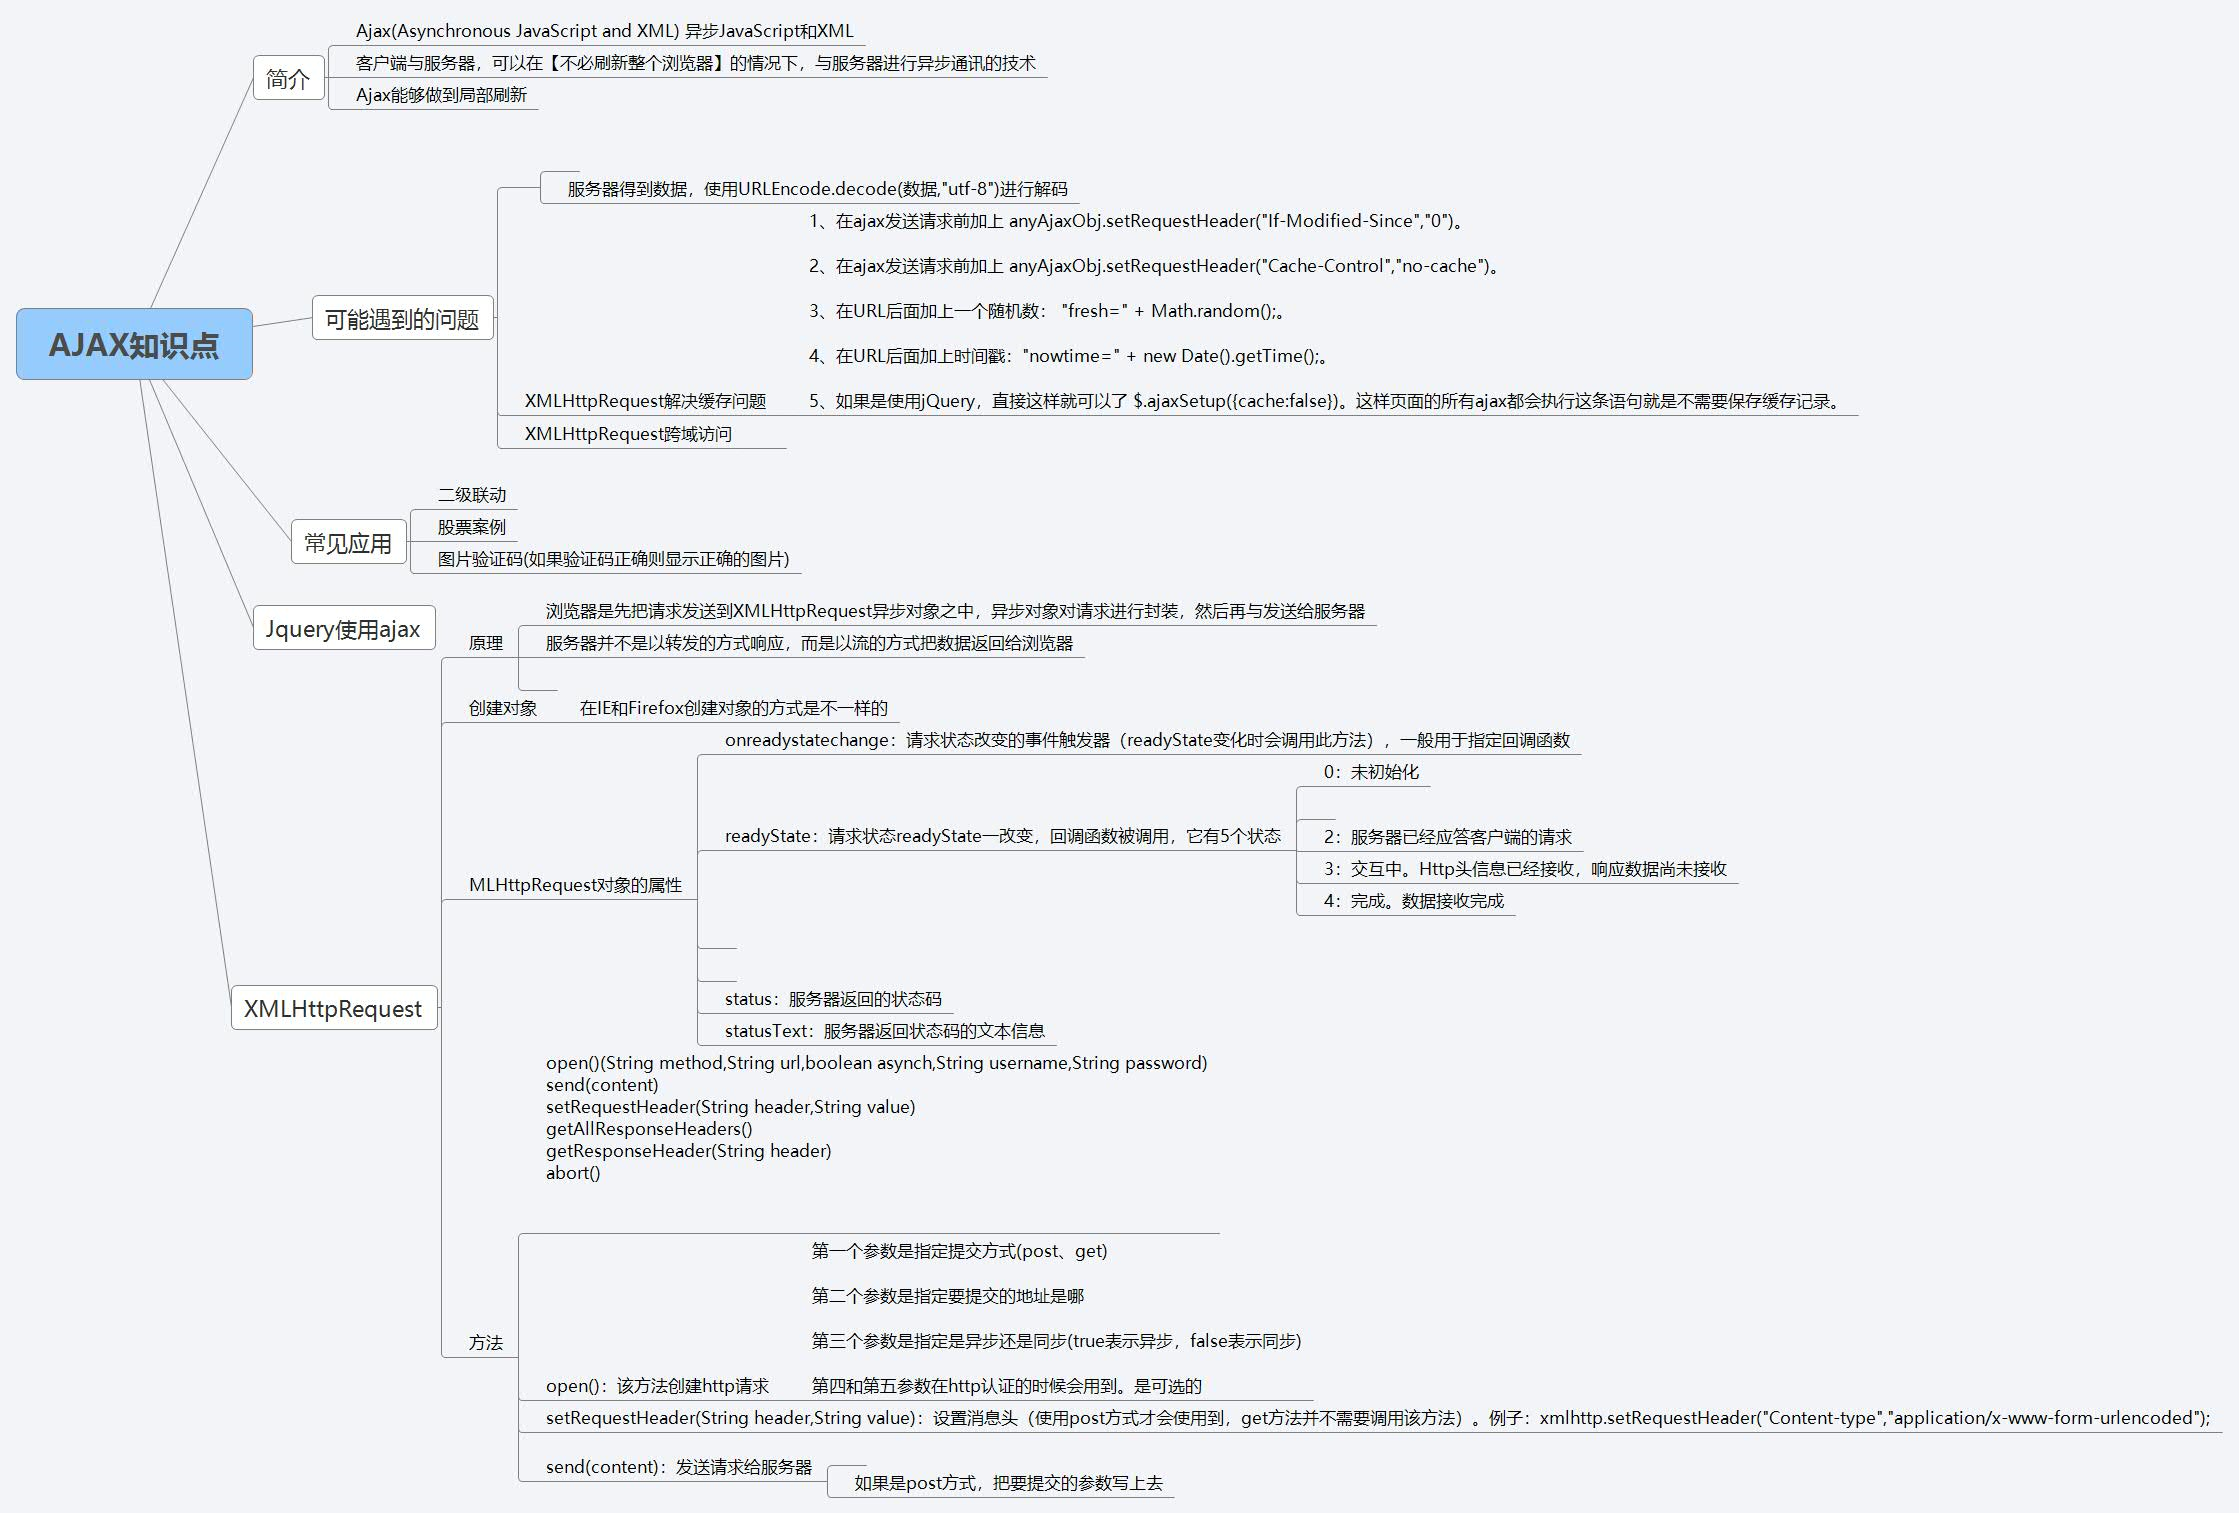 Ajax(Asynchronous JavaScript and XML) 异步JavaScript和XML
简介
客户端与服务器，可以在【不必刷新整个浏览器】的情况下，与服务器进行异步通讯的技术
Ajax能够做到局部刷新
服务器得到数据，使用URLEncode.decode(数据,"utf-8")进行解码
1、在ajax发送请求前加上 anyAjaxObj.setRequestHeader("If-Modified-Since","0")。
2、在ajax发送请求前加上 anyAjaxObj.setRequestHeader("Cache-Control","no-cache")。
3、在URL后面加上一个随机数： "fresh=" + Math.random();。
可能遇到的问题
AJAX知识点
4、在URL后面加上时间戳："nowtime=" + new Date().getTime();。
XMLHttpRequest解决缓存问题
5、如果是使用jQuery，直接这样就可以了 $.ajaxSetup({cache:false})。这样页面的所有ajax都会执行这条语句就是不需要保存缓存记录。
XMLHttpRequest跨域访问
二级联动
常见应用
股票案例
图片验证码(如果验证码正确则显示正确的图片)
Jquery使用ajax
浏览器是先把请求发送到XMLHttpRequest异步对象之中，异步对象对请求进行封装，然后再与发送给服务器
原理
服务器并不是以转发的方式响应，而是以流的方式把数据返回给浏览器
创建对象
在IE和Firefox创建对象的方式是不一样的
onreadystatechange：请求状态改变的事件触发器（readyState变化时会调用此方法），一般用于指定回调函数
0：未初始化
readyState：请求状态readyState一改变，回调函数被调用，它有5个状态
2：服务器已经应答客户端的请求
3：交互中。Http头信息已经接收，响应数据尚未接收
4：完成。数据接收完成
MLHttpRequest对象的属性
status：服务器返回的状态码
statusText：服务器返回状态码的文本信息
XMLHttpRequest
open()(String method,String url,boolean asynch,String username,String password)
send(content)
setRequestHeader(String header,String value)
getAllResponseHeaders()
getResponseHeader(String header)
abort()
第一个参数是指定提交方式(post、get)
第二个参数是指定要提交的地址是哪
第三个参数是指定是异步还是同步(true表示异步，false表示同步)
方法
open()：该方法创建http请求
第四和第五参数在http认证的时候会用到。是可选的
setRequestHeader(String header,String value)：设置消息头（使用post方式才会使用到，get方法并不需要调用该方法）。例子：xmlhttp.setRequestHeader("Content-type","application/x-www-form-urlencoded");
send(content)：发送请求给服务器
如果是post方式，把要提交的参数写上去